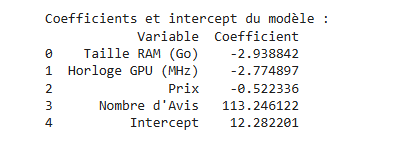 Coefficients et intercept du modèle :
Variable Coefficient
0 Taille RAM (Go) -2.938842
1 Horloge GPU (MHz) -2.774897
2 Prix -0.522336
3 Nombre d'Avis 113.246122
4 Intercept 12.282201